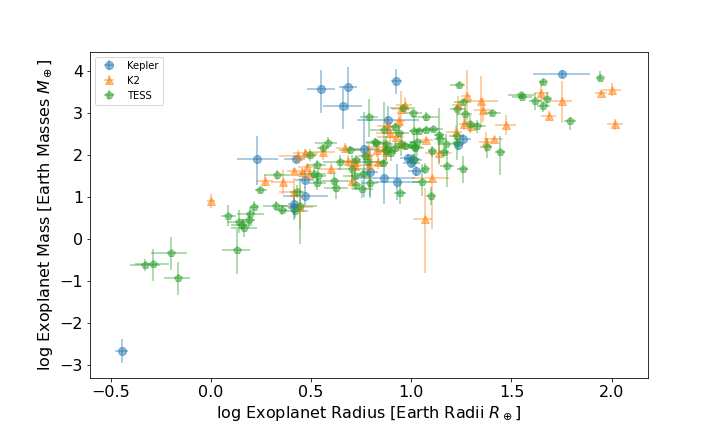 Kepler
K2
TESS
4
3
2
1
0
−1
−2
−3
log Exoplanet Mass [Earth Masses M⊕]
−0.5
0.0
0.5
1.0
1.5
2.0
log Exoplanet Radius [Earth Radii R⊕]